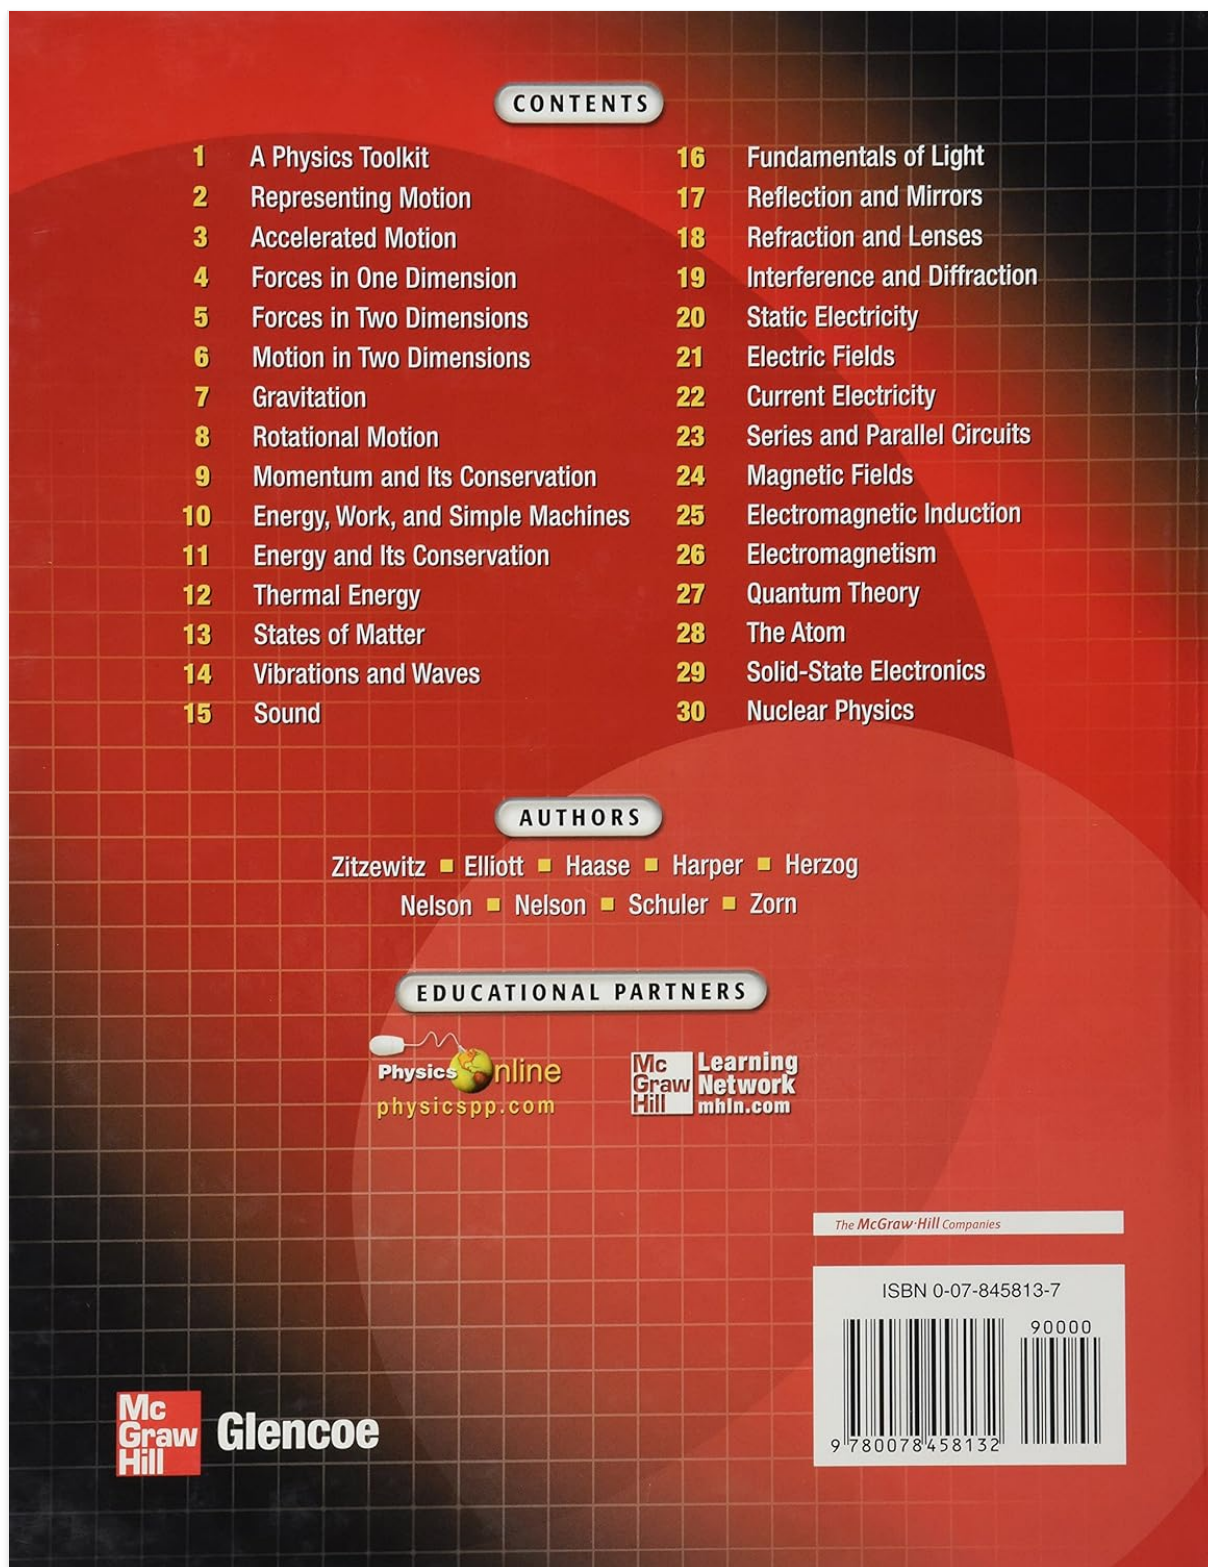 CONTENTS
1 A Physics Toolkit
2 Representing Motion
3 Accelerated Motion
4 Forces in One Dimension
5 Forces in Two Dimensions
6 Motion in Two Dimensions
7 Gravitation
8 Rotational Motion
9 Momentum and Its Conservation
10 Energy, Work, and Simple Machines
11 Energy and Its Conservation
12 Thermal Energy
13 States of Matter
14 Vibrations and Waves
15 Sound
16 Fundamentals of Light
17 Reflection and Mirrors
18 Refraction and Lenses
19 Interference and Diffraction
20 Static Electricity
21 Electric Fields
22 Current Electricity
23 Series and Parallel Circuits
24 Magnetic Fields
25 Electromagnetic Induction
26 Electromagnetism
27 Quantum Theory
28 The Atom
29 Solid-State Electronics
30 Nuclear Physics
AUTHORS
Zitzewitz ■ Elliott ■ Haase ■ Harper ■ Herzog
Nelson ■ Nelson ■ Schuler ■ Zorn
EDUCATIONAL PARTNERS
Physics Online
physicspp.com
Mc
Graw
Hill
Learning
Network
mhln.com
The McGraw·Hill Companies
ISBN 0-07-845813-7
90000
9 780078 458132
Mc
Graw
Hill
Glencoe